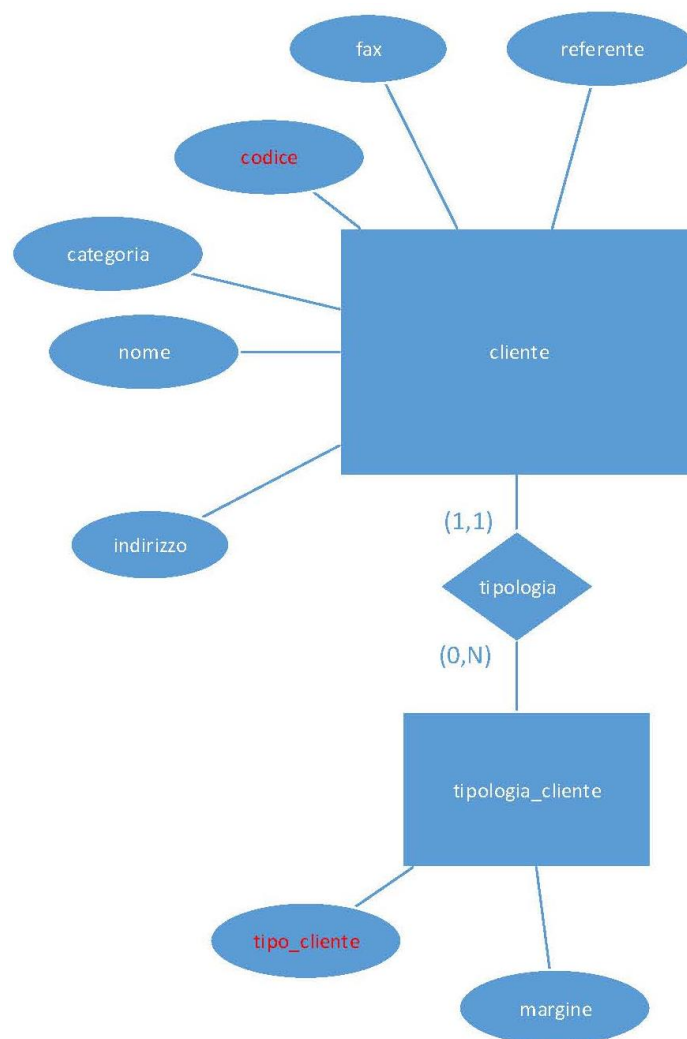 fax
referente
codice
categoria
nome
cliente
indirizzo
(1,1)
tipologia
(0,N)
tipologia_cliente
tipo_cliente
margine